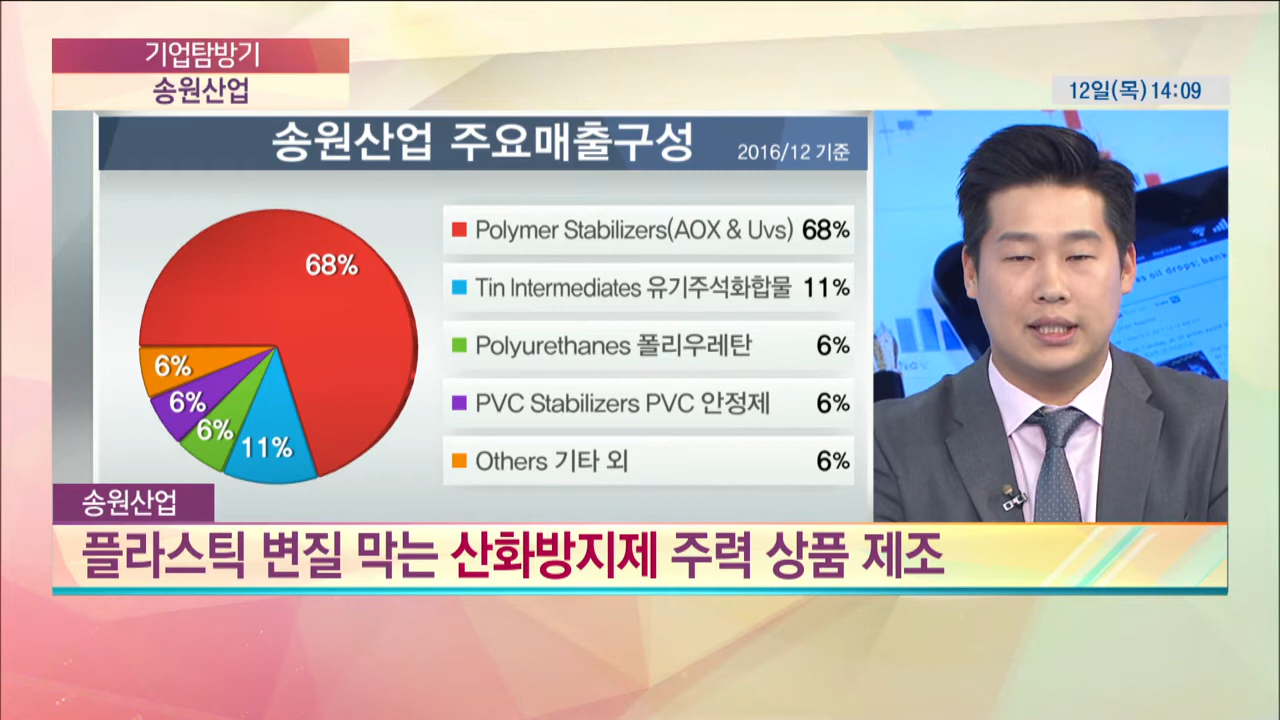 기업탐방기
송원산업
12일(목) 14:09
송원산업 주요매출구성
2016/12 기준
68%
6%
6%
6%
11%
Polymer Stabilizers(AOX & Uvs) 68%
Tin Intermediates 유기주석화합물 11%
Polyurethanes 폴리우레탄 6%
PVC Stabilizers PVC 안정제 6%
Others 기타 외 6%
송원산업
플라스틱 변질 막는 산화방지제 주력 상품 제조